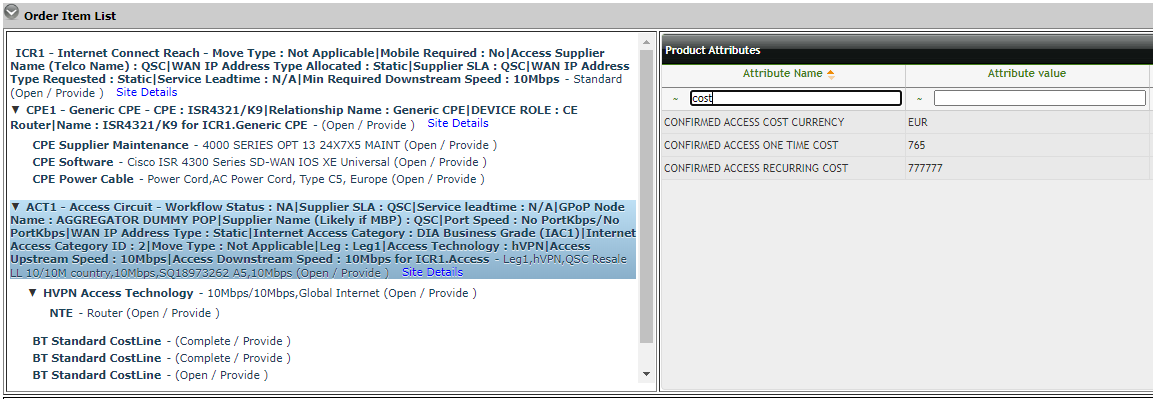 Order Item List
ICR1 - Internet Connect Reach - Move Type : Not Applicable|Mobile Required : No|Access Supplier
Name (Telco Name) : QSC|WAN IP Address Type Allocated : Static|Supplier SLA : QSC|WAN IP Address
Type Requested : Static|Service Leadtime : N/A|Min Required Downstream Speed : 10Mbps - Standard
(Open / Provide ) Site Details
▼ CPE1 - Generic CPE - CPE : ISR4321/K9|Relationship Name : Generic CPE|DEVICE ROLE : CE
Router|Name : ISR4321/K9 for ICR1.Generic CPE - (Open / Provide ) Site Details
CPE Supplier Maintenance - 4000 SERIES OPT 13 24X7X5 MAINT (Open / Provide )
CPE Software - Cisco ISR 4300 Series SD-WAN IOS XE Universal (Open / Provide )
CPE Power Cable - Power Cord,AC Power Cord, Type C5, Europe (Open / Provide )
▼ ACT1 - Access Circuit - Workflow Status : NA|Supplier SLA : QSC|Service leadtime : N/A|GPoP Node
Name : AGGREGATOR DUMMY POP|Supplier Name (Likely if MBP) : QSC|Port Speed : No PortKbps/No
PortKbps|WAN IP Address Type : Static|Internet Access Category : DIA Business Grade (IAC1)|Internet
Access Category ID : 2|Move Type : Not Applicable|Leg : Leg1|Access Technology : hVPN|Access
Upstream Speed : 10Mbps|Access Downstream Speed : 10Mbps for ICR1.Access - Leg1,hVPN,QSC Resale
LL 10/10M country,10Mbps,SQ18973262 A5,10Mbps (Open / Provide ) Site Details
▼ HVPN Access Technology - 10Mbps/10Mbps,Global Internet (Open / Provide )
NTE - Router (Open / Provide )
BT Standard CostLine - (Complete / Provide )
BT Standard CostLine - (Complete / Provide )
BT Standard CostLine - (Open / Provide )
Product Attributes
Attribute Name Attribute value
~ cost ~
CONFIRMED ACCESS COST CURRENCY EUR
CONFIRMED ACCESS ONE TIME COST 765
CONFIRMED ACCESS RECURRING COST 777777